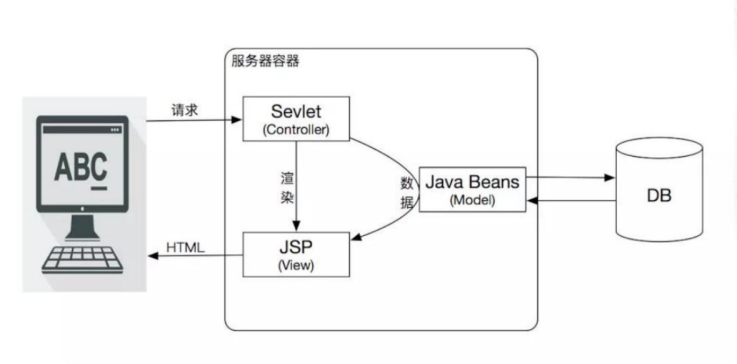 服务器容器
请求
Sevlet
(Controller)
ABC
渲染
数据
Java Beans
(Model)
DB
HTML
JSP
(View)